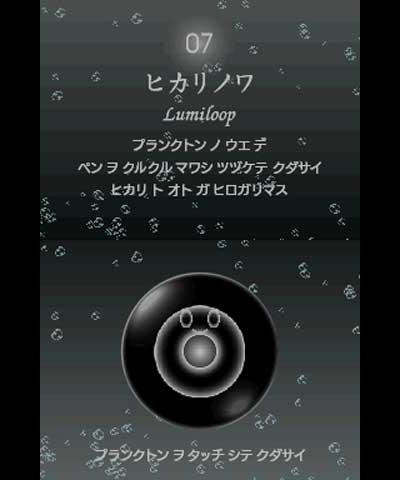 07
ヒカリノワ
Lumiloop
プランクトン ノ ウエ デ
ペン ヲ クルクル マワシ ツヅケテ クダサイ
ヒカリ ト オト ガ ヒロガリマス
プランクトン ヲ タッチ シテ クダサイ